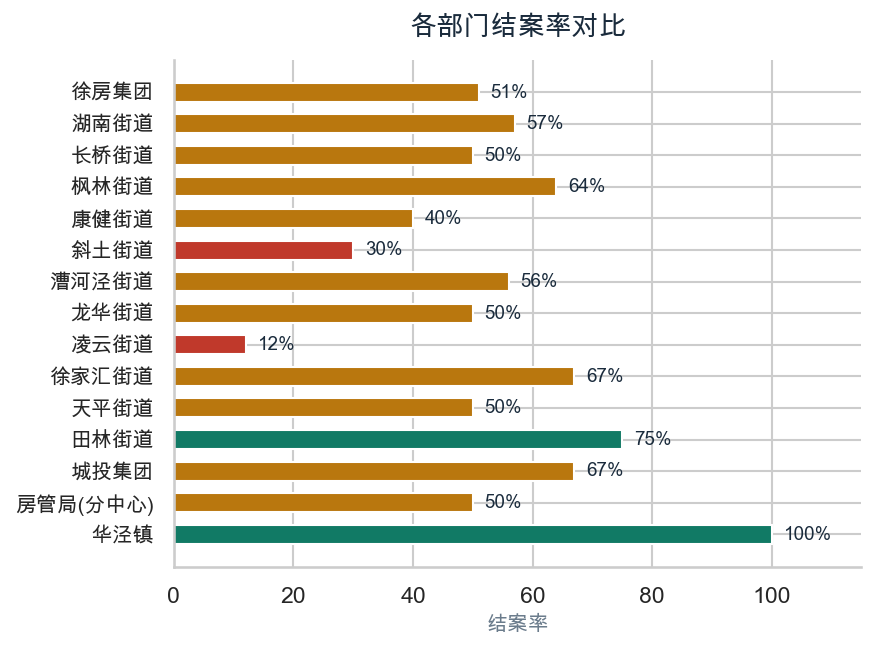 各部门结案率对比
徐房集团 51%
湖南街道 57%
长桥街道 50%
枫林街道 64%
康健街道 40%
斜土街道 30%
漕河泾街道 56%
龙华街道 50%
凌云街道 12%
徐家汇街道 67%
天平街道 50%
田林街道 75%
城投集团 67%
房管局(分中心) 50%
华泾镇 100%
0 20 40 60 80 100
结案率